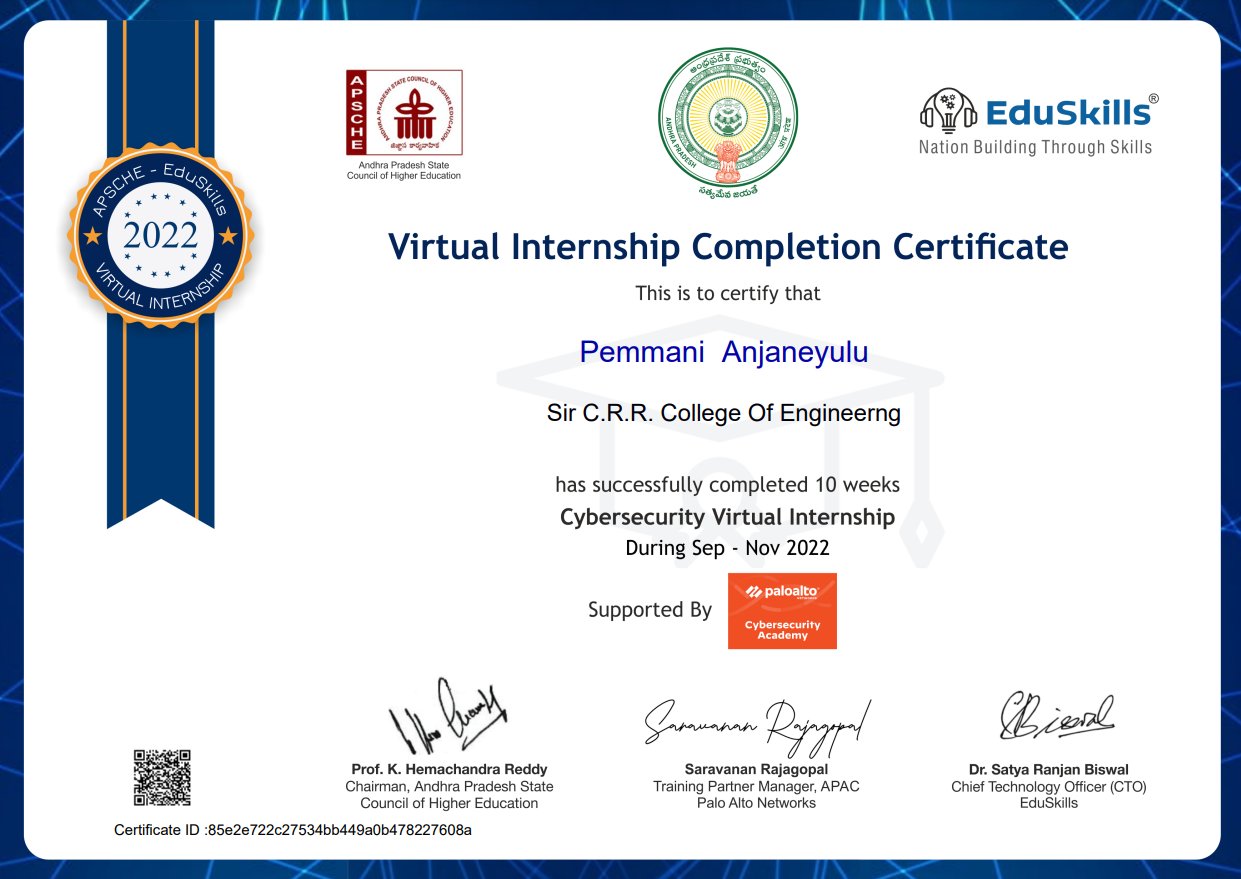 APSCHE
ANDHRA PRADESH STATE COUNCIL OF HIGHER EDUCATION
Andhra Pradesh State
Council of Higher Education
ఆంధ్రప్రదేశ్ ప్రభుత్వం
ANDHRA PRADESH
సత్యమేవ జయతే
EduSkills®
Nation Building Through Skills
APSCHE - EduSkills
2022
VIRTUAL INTERNSHIP
Virtual Internship Completion Certificate
This is to certify that
Pemmani Anjaneyulu
Sir C.R.R. College Of Engineerng
has successfully completed 10 weeks
Cybersecurity Virtual Internship
During Sep - Nov 2022
Supported By
paloalto
Cybersecurity
Academy
Saravanan Rajagopal
Prof. K. Hemachandra Reddy
Chairman, Andhra Pradesh State
Council of Higher Education
Saravanan Rajagopal
Training Partner Manager, APAC
Palo Alto Networks
Dr. Satya Ranjan Biswal
Chief Technology Officer (CTO)
EduSkills
Certificate ID :85e2e722c27534bb449a0b478227608a